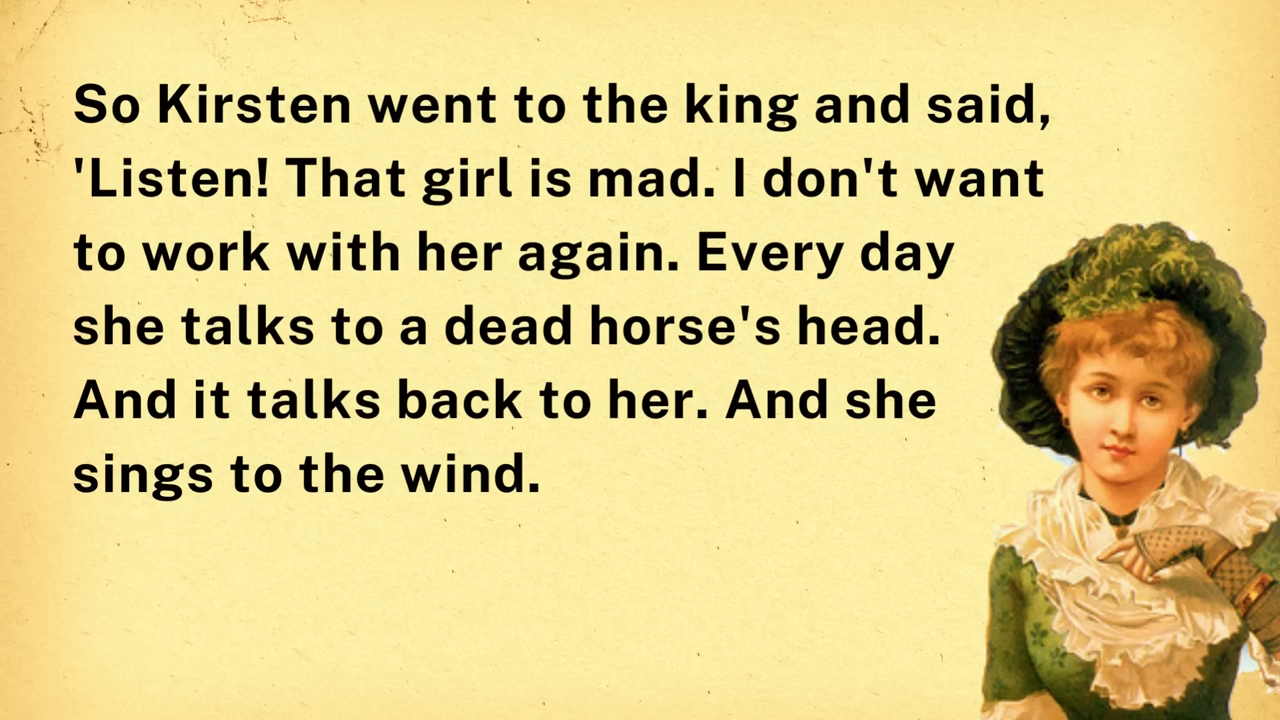 So Kirsten went to the king and said,
'Listen! That girl is mad. I don't want
to work with her again. Every day
she talks to a dead horse's head.
And it talks back to her. And she
sings to the wind.